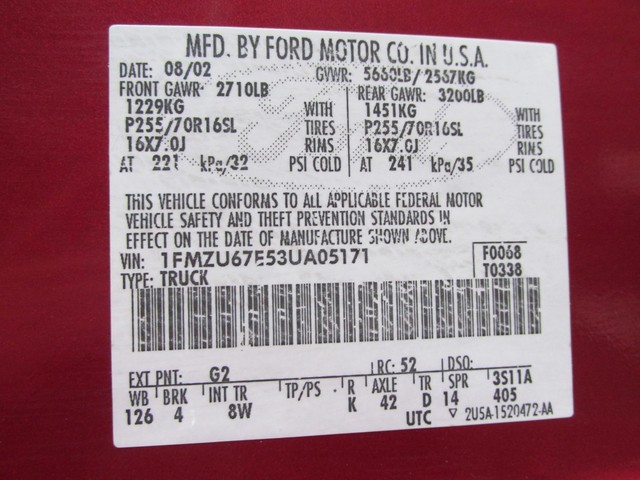 MFD. BY FORD MOTOR CO. IN U.S.A.
DATE: 08/02 GVWR: 5660LB/2567KG
FRONT GAWR: 2710LB REAR GAWR: 3200LB
1229KG WITH 1451KG WITH
P255/70R16SL TIRES P255/70R16SL TIRES
16X7.0J RIMS 16X7.0J RIMS
AT 221 kPa/32 PSI COLD AT 241 kPa/35 PSI COLD
THIS VEHICLE CONFORMS TO ALL APPLICABLE FEDERAL MOTOR
VEHICLE SAFETY AND THEFT PREVENTION STANDARDS IN
EFFECT ON THE DATE OF MANUFACTURE SHOWN ABOVE.
VIN: 1FMZU67E53UA05171 F0068
TYPE: TRUCK T0338
EXT PNT: G2 RC: 52 DSO:
WB BRK INT TR TP/PS R AXLE TR SPR 3S11A
126 4 8W K 42 D 14 405
UTC ▽ 2U5A-1520472-AA